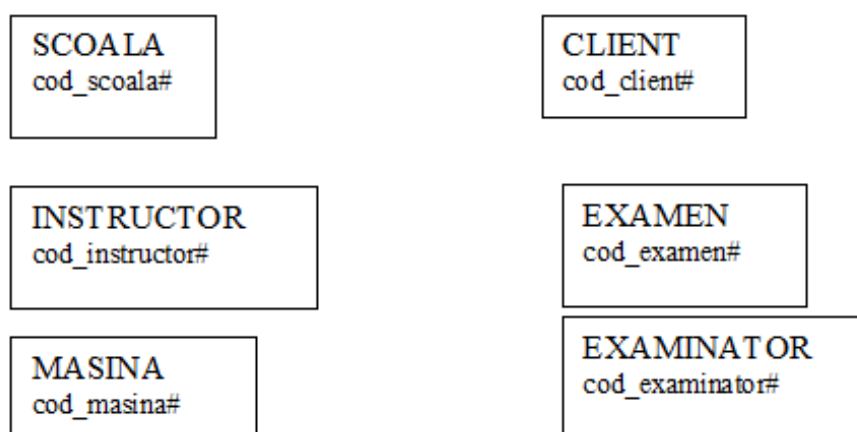 SCOALA
cod_scoala#
CLIENT
cod_client#
INSTRUCTOR
cod_instructor#
EXAMEN
cod_examen#
MASINA
cod_masina#
EXAMINATOR
cod_examinator#